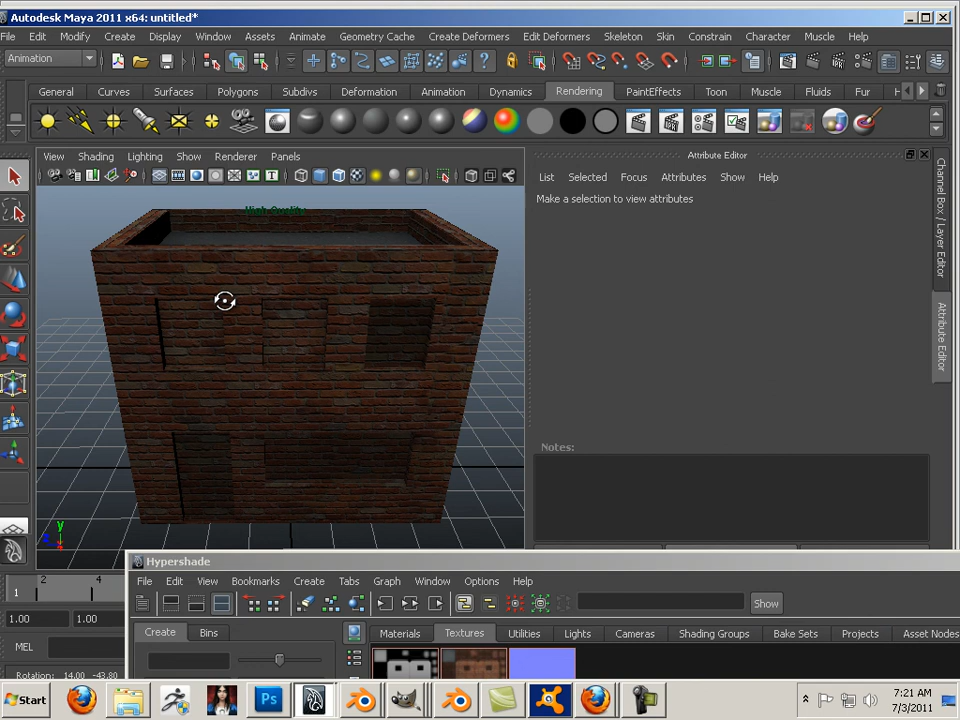 Autodesk Maya 2011 x64: untitled*
File Edit Modify Create Display Window Assets Animate Geometry Cache Create Deformers Edit Deformers Skeleton Skin Constrain Character Muscle Help
Animation
General Curves Surfaces Polygons Subdivs Deformation Animation Dynamics Rendering PaintEffects Toon Muscle Fluids Fur H
View Shading Lighting Show Renderer Panels
Attribute Editor
List Selected Focus Attributes Show Help
Make a selection to view attributes
High Quality
Channel Box / Layer Editor
Attribute Editor
Notes:
y
Hypershade
File Edit View Bookmarks Create Tabs Graph Window Options Help
1 2 4
Show
1.00 1.00
Create Bins
Materials Textures Utilities Lights Cameras Shading Groups Bake Sets Projects Asset Nodes
MEL
Rotation: 14.00 -43.80
Start
Ps
7:21 AM
7/3/2011